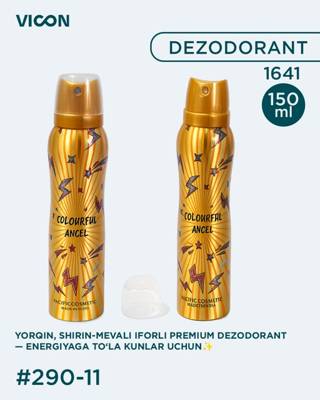 VICON
DEZODORANT
1641
150
ml
COLOURFUL
ANGEL
PACIFIC COSMETIC
COLOURFUL
ANGEL
PACIFIC COSMETIC
YORQIN, SHIRIN-MEVALI IFORLI PREMIUM DEZODORANT
— ENERGIYAGA TO‘LA KUNLAR UCHUN✨
#290-11